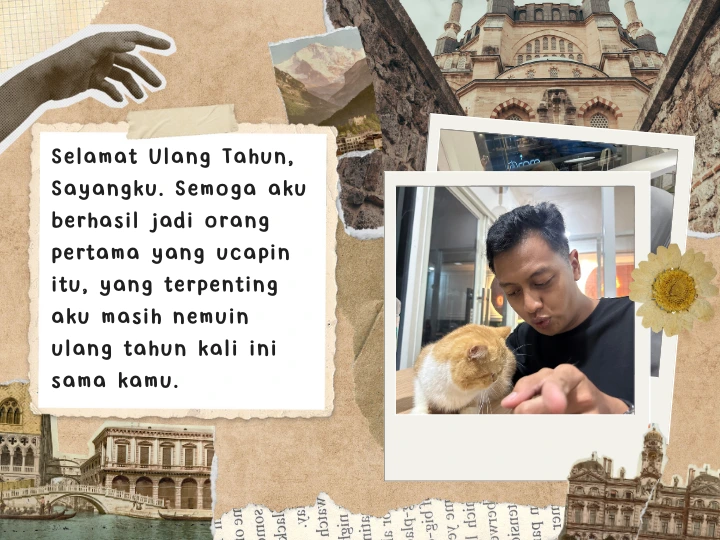 Selamat Ulang Tahun,
Sayangku. Semoga aku
berhasil jadi orang
pertama yang ucapin
itu, yang terpenting
aku masih nemuin
ulang tahun kali ini
sama kamu.